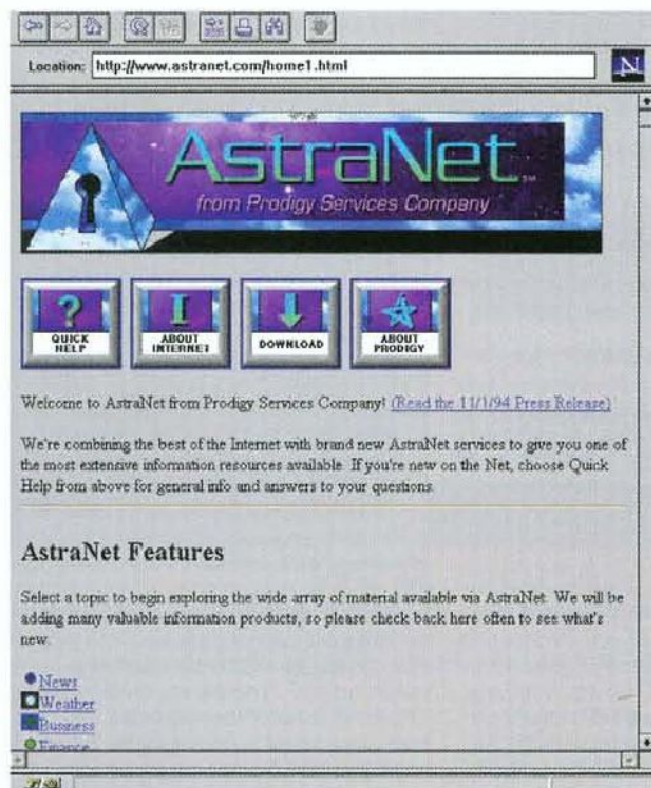 Location: http://www.astranet.com/home1.html
N
AstraNet SM
from Prodigy Services Company
?
QUICK
HELP
I
ABOUT
INTERNET
DOWNLOAD
ABOUT
PRODIGY
Welcome to AstraNet from Prodigy Services Company! (Read the 11/1/94 Press Release)
We're combining the best of the Internet with brand new AstraNet services to give you one of
the most extensive information resources available. If you're new on the Net, choose Quick
Help from above for general info and answers to your questions.
AstraNet Features
Select a topic to begin exploring the wide array of material available via AstraNet. We will be
adding many valuable information products, so please check back here often to see what's
new.
News
Weather
Business
Finance